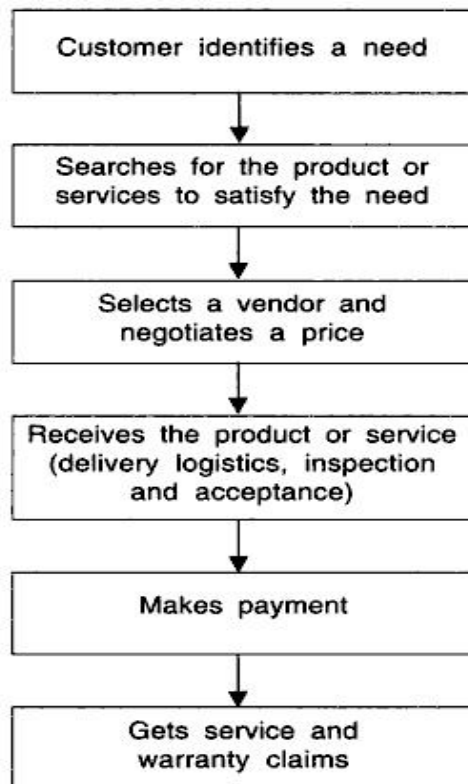 Customer identifies a need
Searches for the product or
services to satisfy the need
Selects a vendor and
negotiates a price
Receives the product or service
(delivery logistics, inspection
and acceptance)
Makes payment
Gets service and
warranty claims